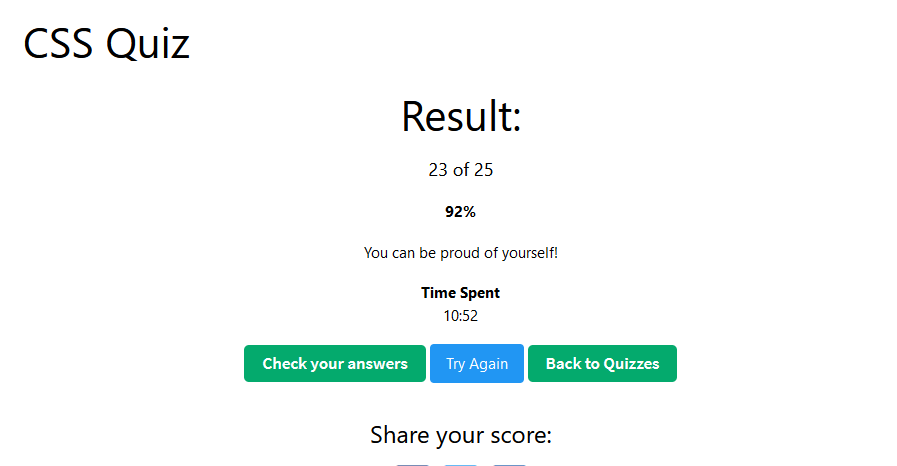 CSS Quiz
Result:
23 of 25
92%
You can be proud of yourself!
Time Spent
10:52
Check your answers Try Again Back to Quizzes
Share your score: